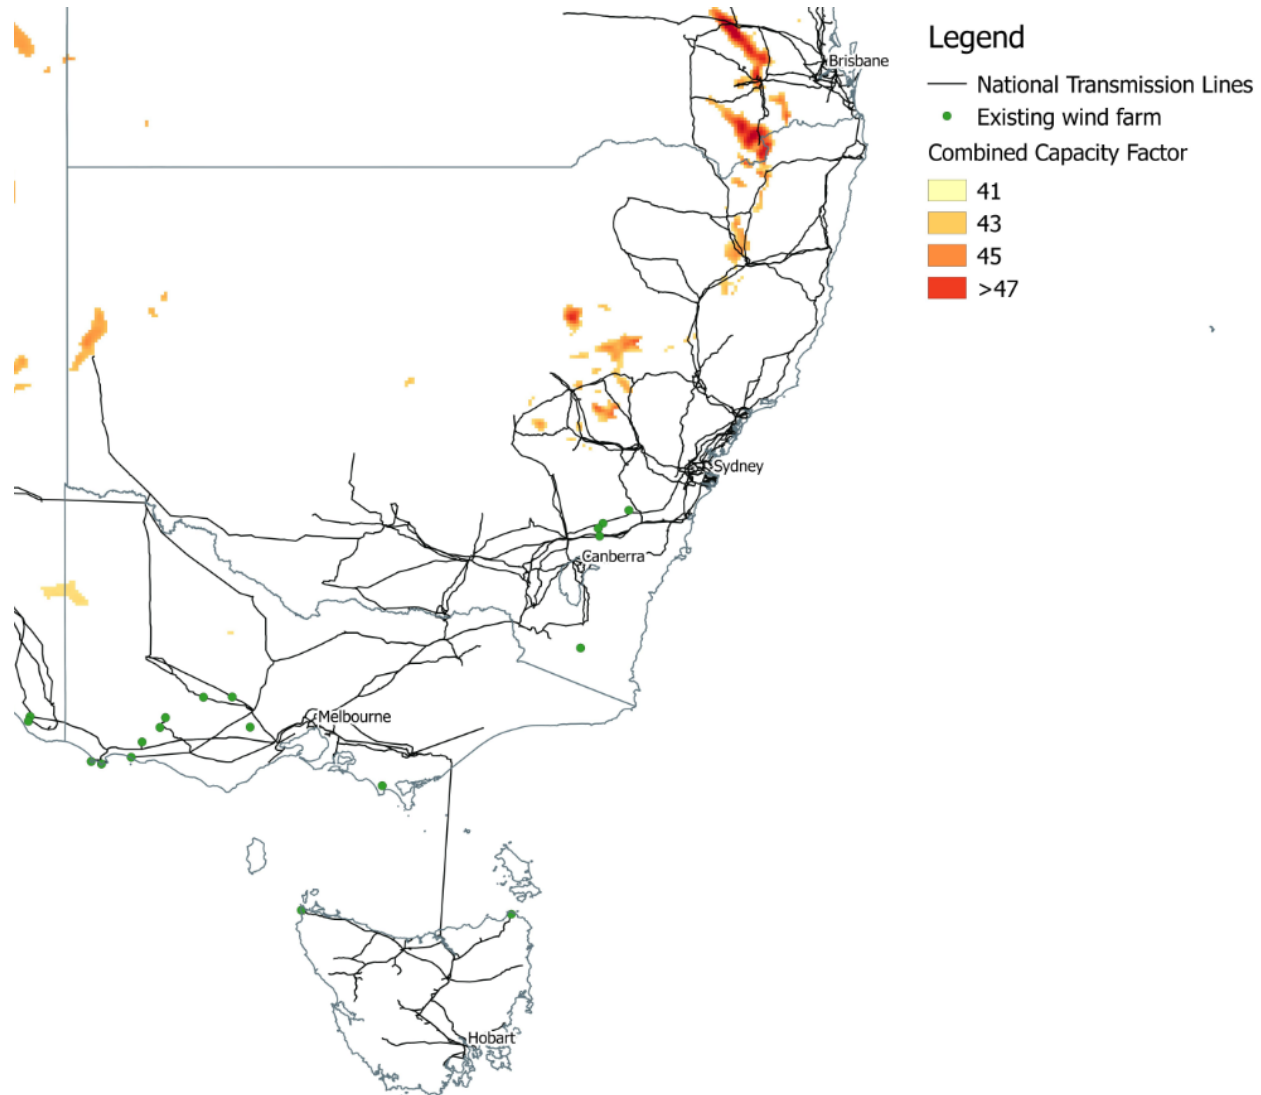 Legend
National Transmission Lines
Existing wind farm
Combined Capacity Factor
41
43
45
>47
Brisbane
Sydney
Canberra
Melbourne
Hobart